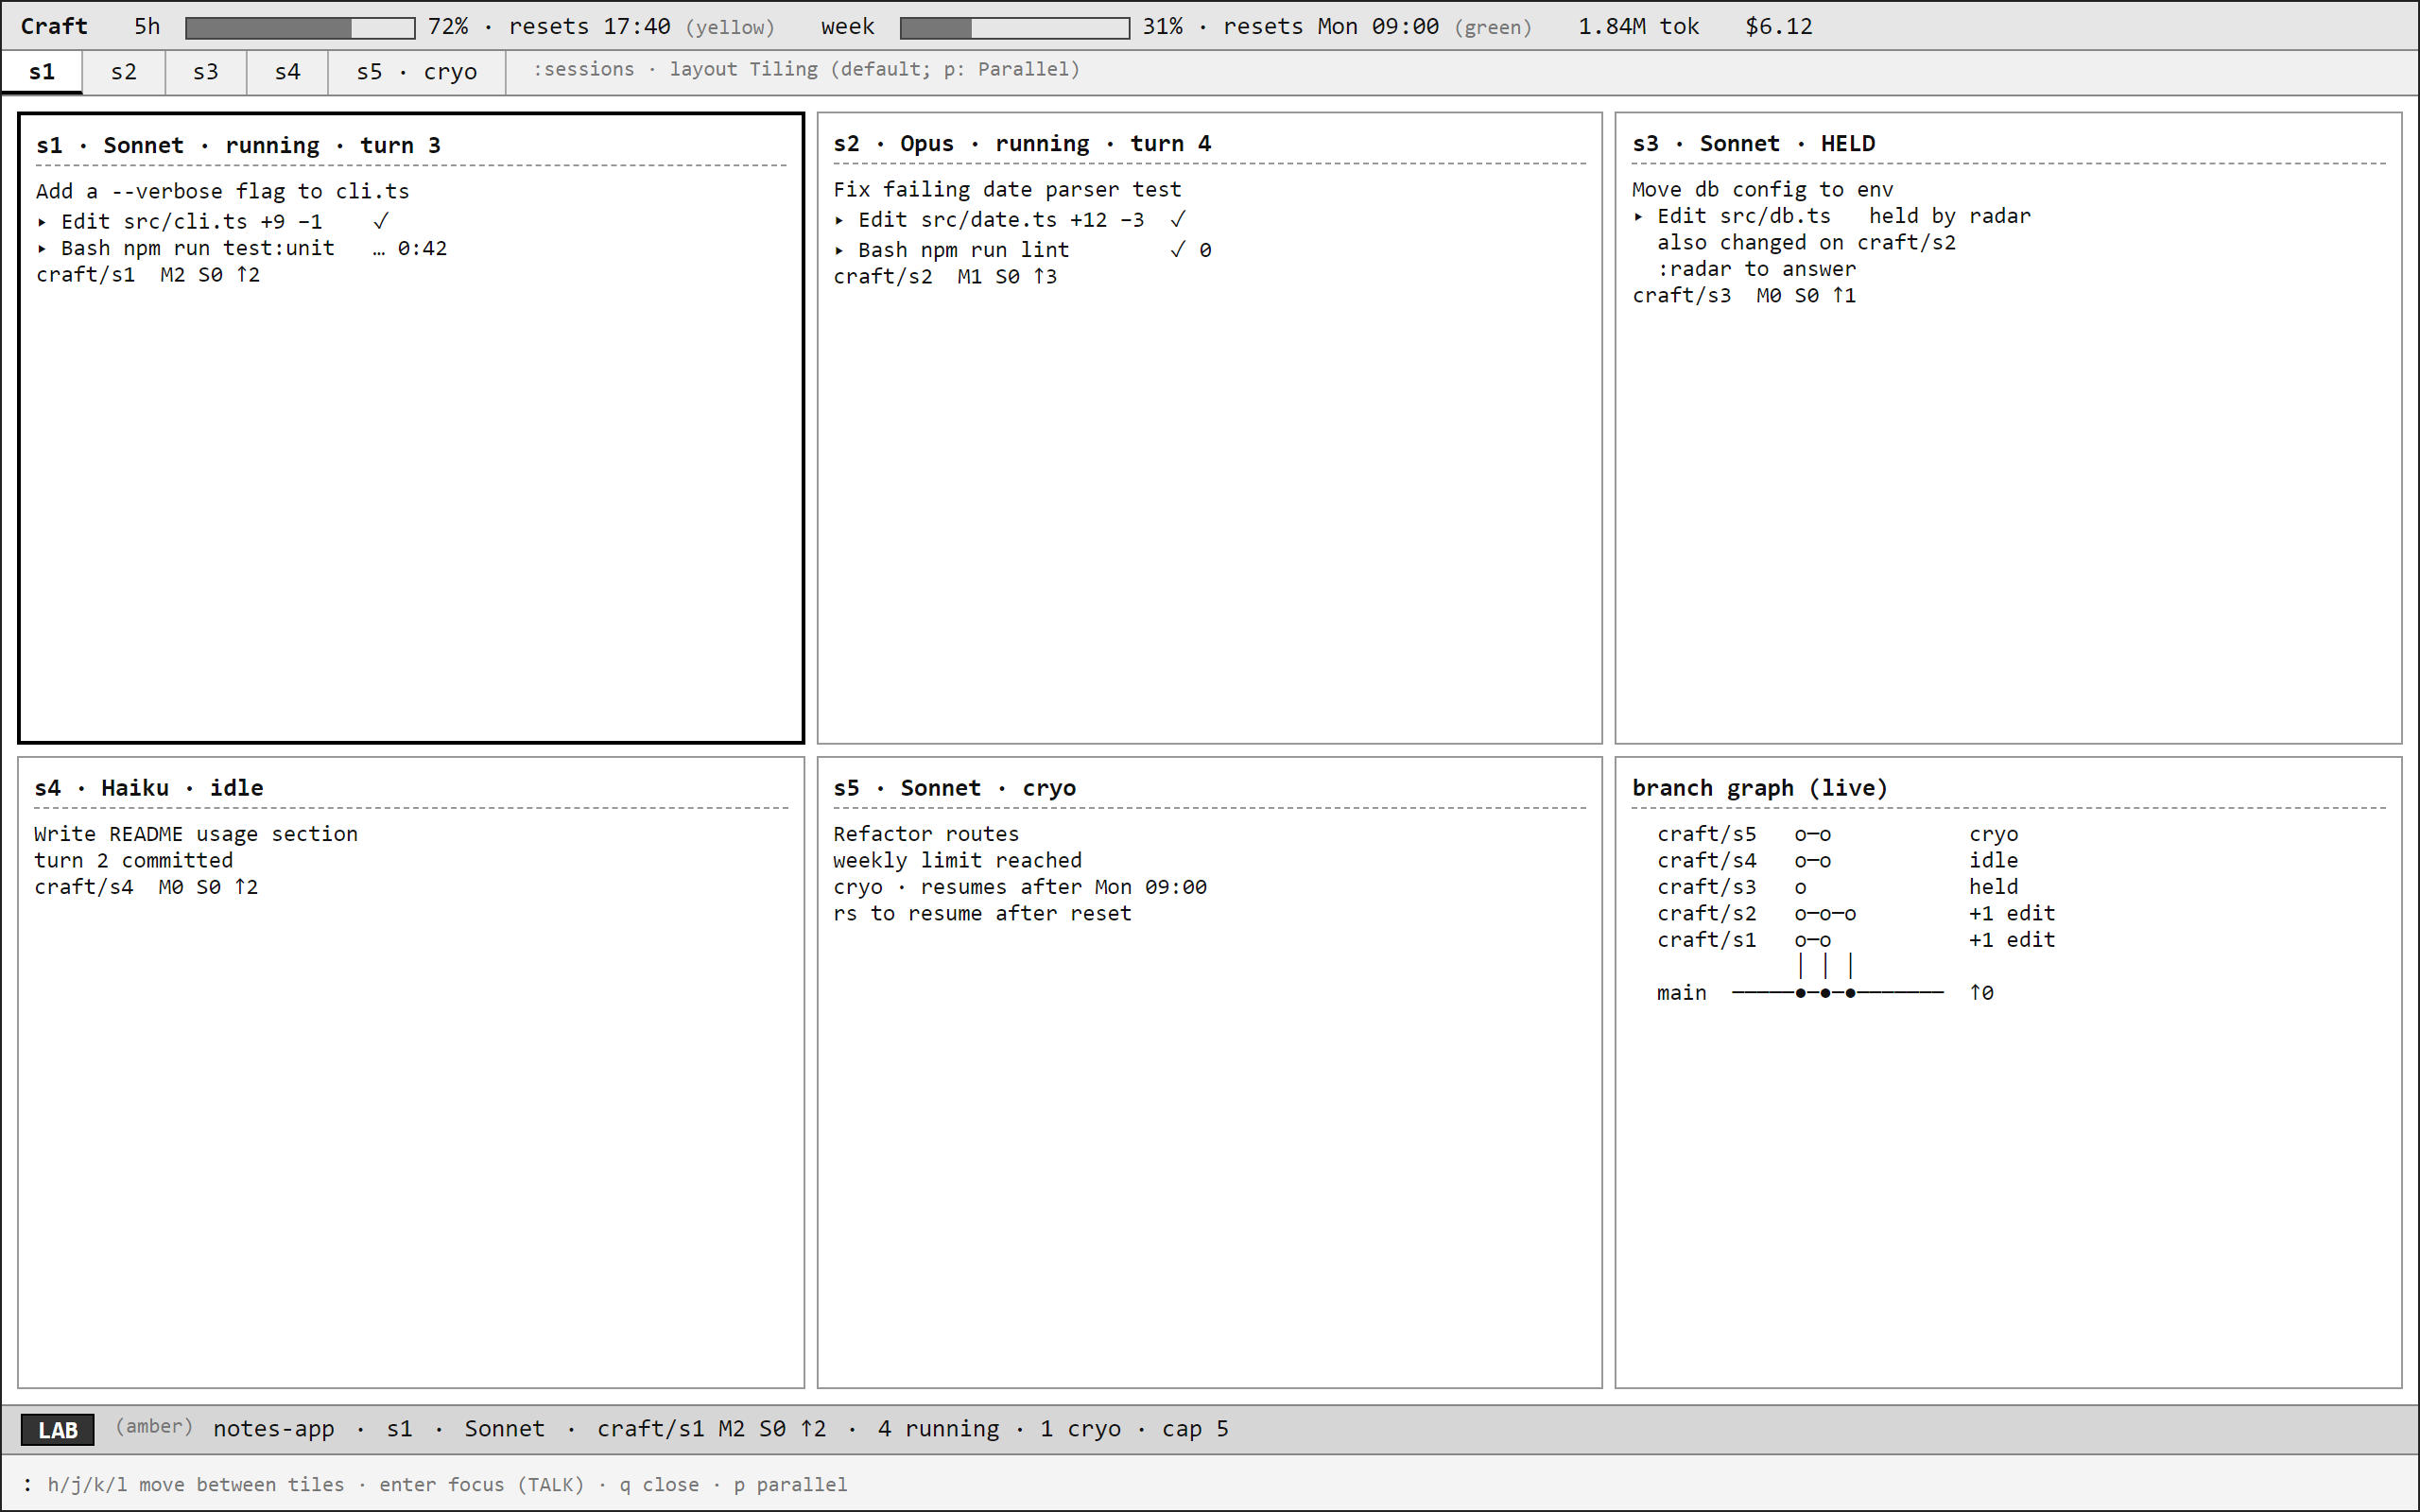 Craft 5h 72% · resets 17:40 (yellow) week 31% · resets Mon 09:00 (green) 1.84M tok $6.12
s1 s2 s3 s4 s5 · cryo :sessions · layout Tiling (default; p: Parallel)
s1 · Sonnet · running · turn 3
Add a --verbose flag to cli.ts
▸ Edit src/cli.ts +9 −1 ✓
▸ Bash npm run test:unit … 0:42
craft/s1 M2 S0 ↑2
s2 · Opus · running · turn 4
Fix failing date parser test
▸ Edit src/date.ts +12 −3 ✓
▸ Bash npm run lint ✓ 0
craft/s2 M1 S0 ↑3
s3 · Sonnet · HELD
Move db config to env
▸ Edit src/db.ts held by radar
also changed on craft/s2
:radar to answer
craft/s3 M0 S0 ↑1
s4 · Haiku · idle
Write README usage section
turn 2 committed
craft/s4 M0 S0 ↑2
s5 · Sonnet · cryo
Refactor routes
weekly limit reached
cryo · resumes after Mon 09:00
rs to resume after reset
branch graph (live)
craft/s5 o─o cryo
craft/s4 o─o idle
craft/s3 o held
craft/s2 o─o─o +1 edit
craft/s1 o─o +1 edit
│ │ │
main ─────●─●─●─────── ↑0
LAB (amber) notes-app · s1 · Sonnet · craft/s1 M2 S0 ↑2 · 4 running · 1 cryo · cap 5
: h/j/k/l move between tiles · enter focus (TALK) · q close · p parallel